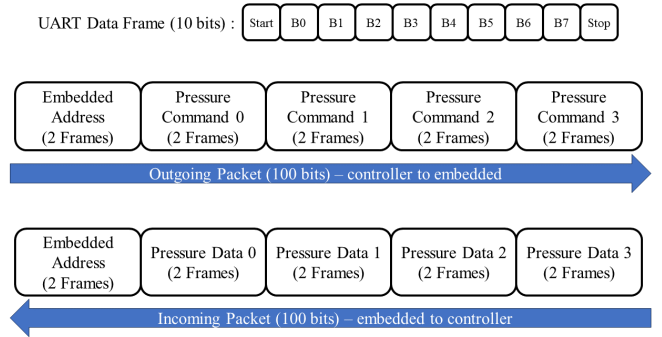 UART Data Frame (10 bits) : Start B0 B1 B2 B3 B4 B5 B6 B7 Stop
Embedded Address (2 Frames)
Pressure Command 0 (2 Frames)
Pressure Command 1 (2 Frames)
Pressure Command 2 (2 Frames)
Pressure Command 3 (2 Frames)
Outgoing Packet (100 bits) – controller to embedded
Embedded Address (2 Frames)
Pressure Data 0 (2 Frames)
Pressure Data 1 (2 Frames)
Pressure Data 2 (2 Frames)
Pressure Data 3 (2 Frames)
Incoming Packet (100 bits) – embedded to controller